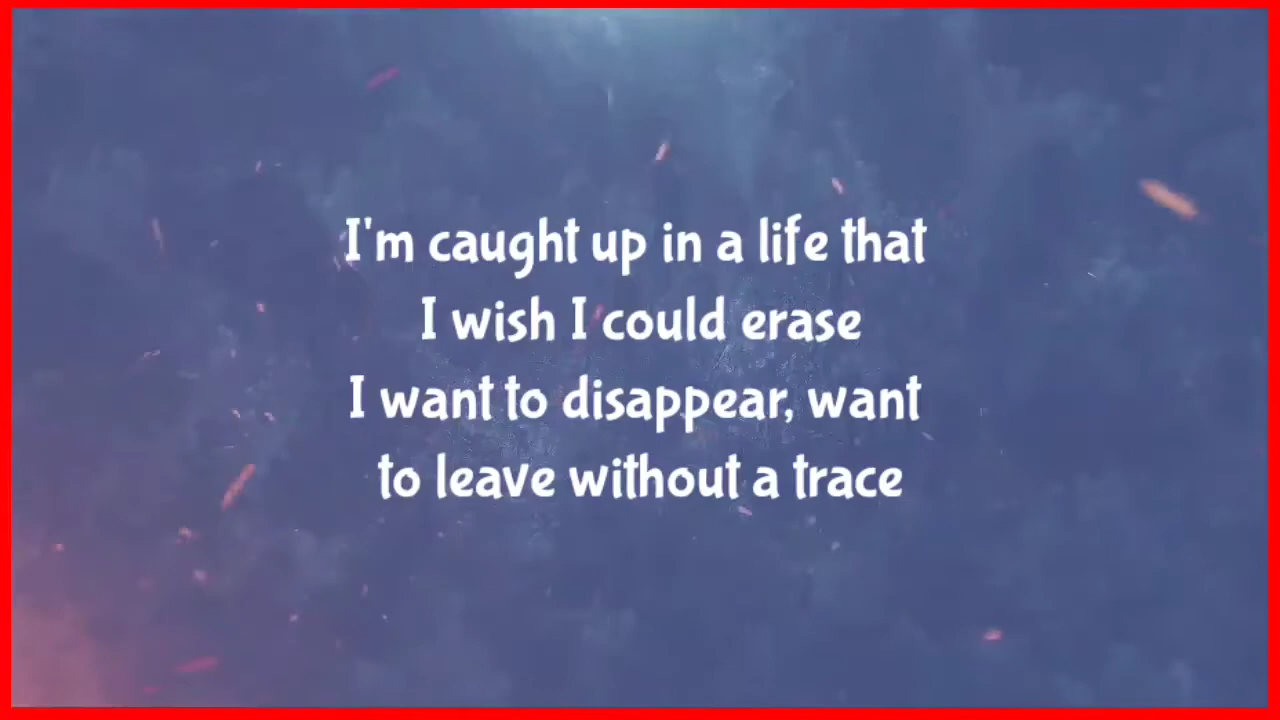 I'm caught up in a life that
I wish I could erase
I want to disappear, want
to leave without a trace